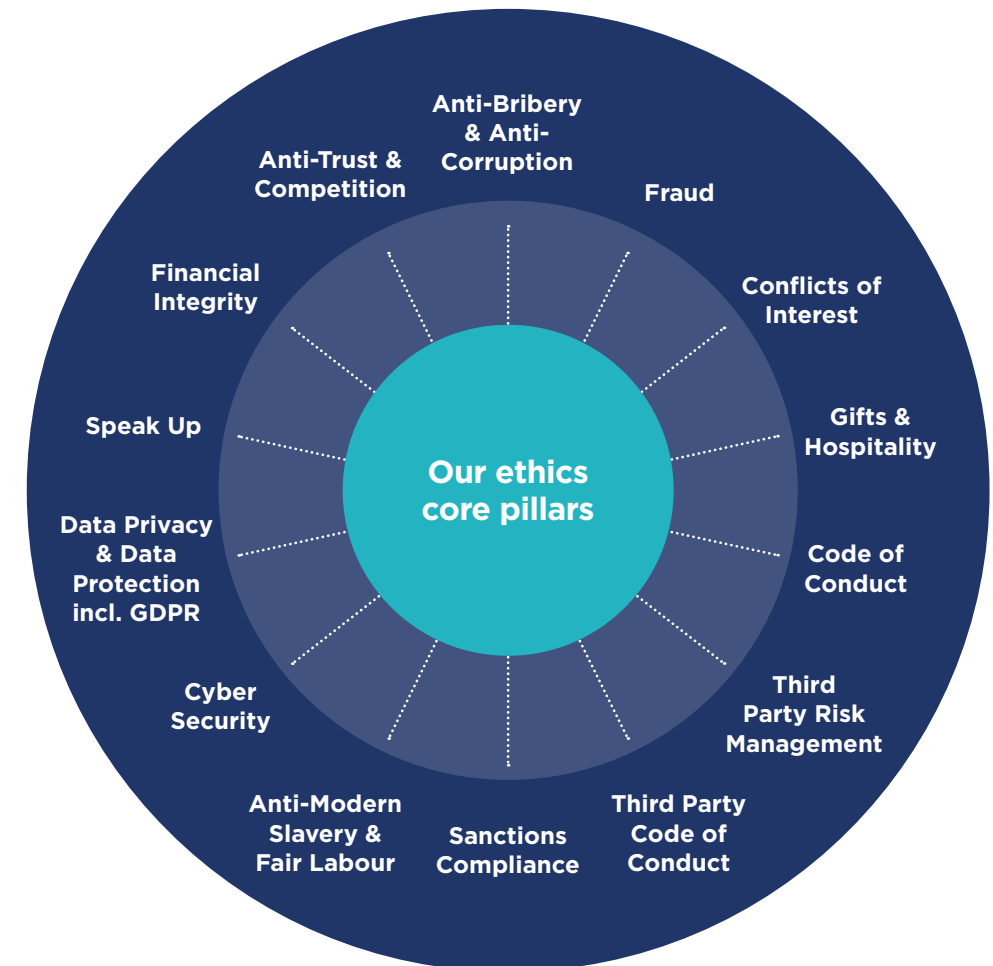 Anti-Bribery
& Anti-
Corruption
Fraud
Conflicts of
Interest
Gifts &
Hospitality
Code of
Conduct
Third
Party Risk
Management
Third Party
Code of
Conduct
Sanctions
Compliance
Anti-Modern
Slavery &
Fair Labour
Cyber
Security
Data Privacy
& Data
Protection
incl. GDPR
Speak Up
Financial
Integrity
Anti-Trust &
Competition
Our ethics
core pillars